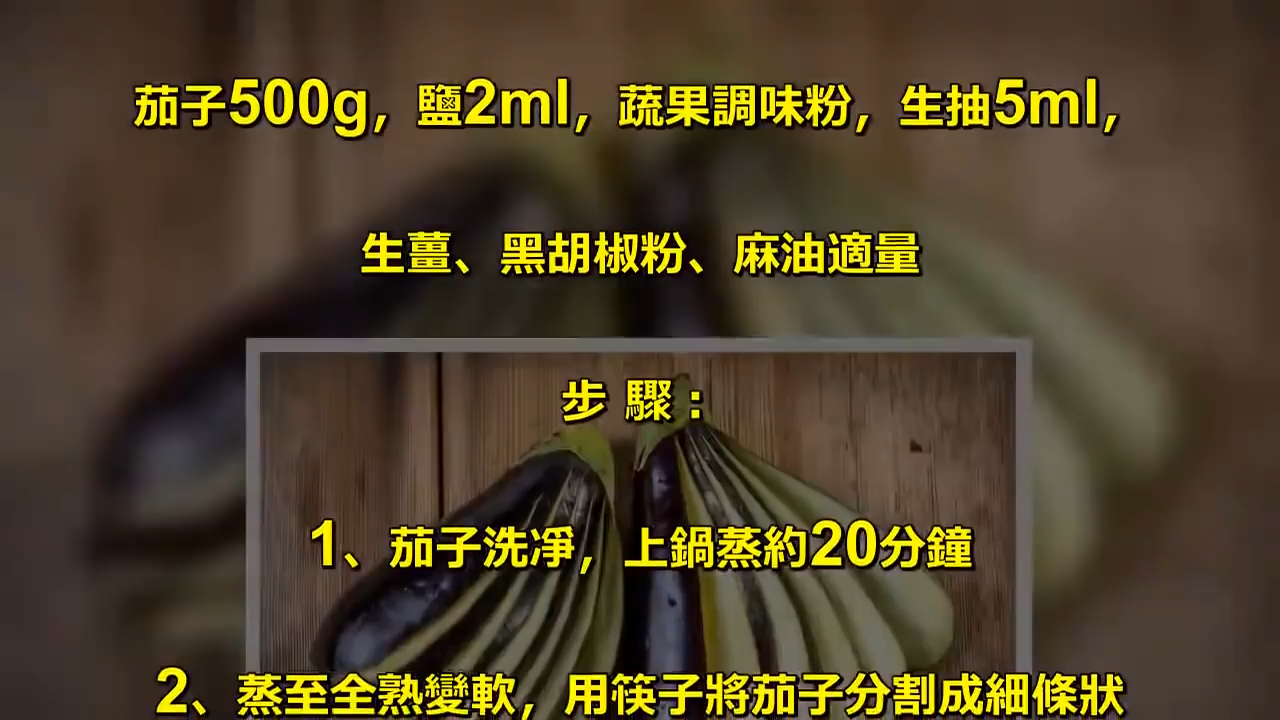 茄子500g，鹽2ml，蔬果調味粉，生抽5ml，
生薑、黑胡椒粉、麻油適量
步 驟：
1、茄子洗凈，上鍋蒸約20分鐘
2、蒸至全熟變軟，用筷子將茄子分割成細條狀